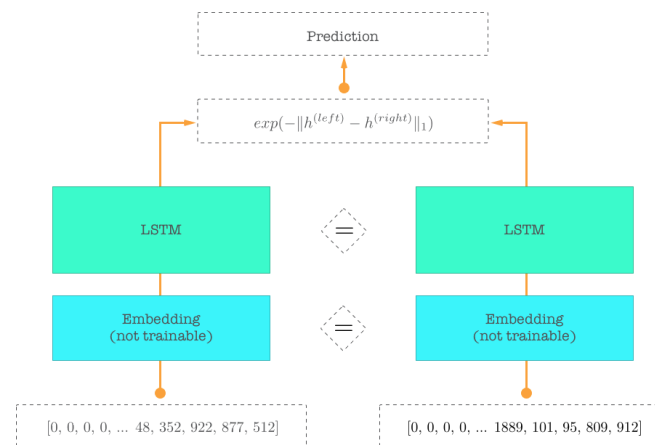 Prediction
exp(−‖h^(left) − h^(right)‖₁)
LSTM
=
LSTM
Embedding
(not trainable)
=
Embedding
(not trainable)
[0, 0, 0, 0, ... 48, 352, 922, 877, 512]
[0, 0, 0, 0, ... 1889, 101, 95, 809, 912]